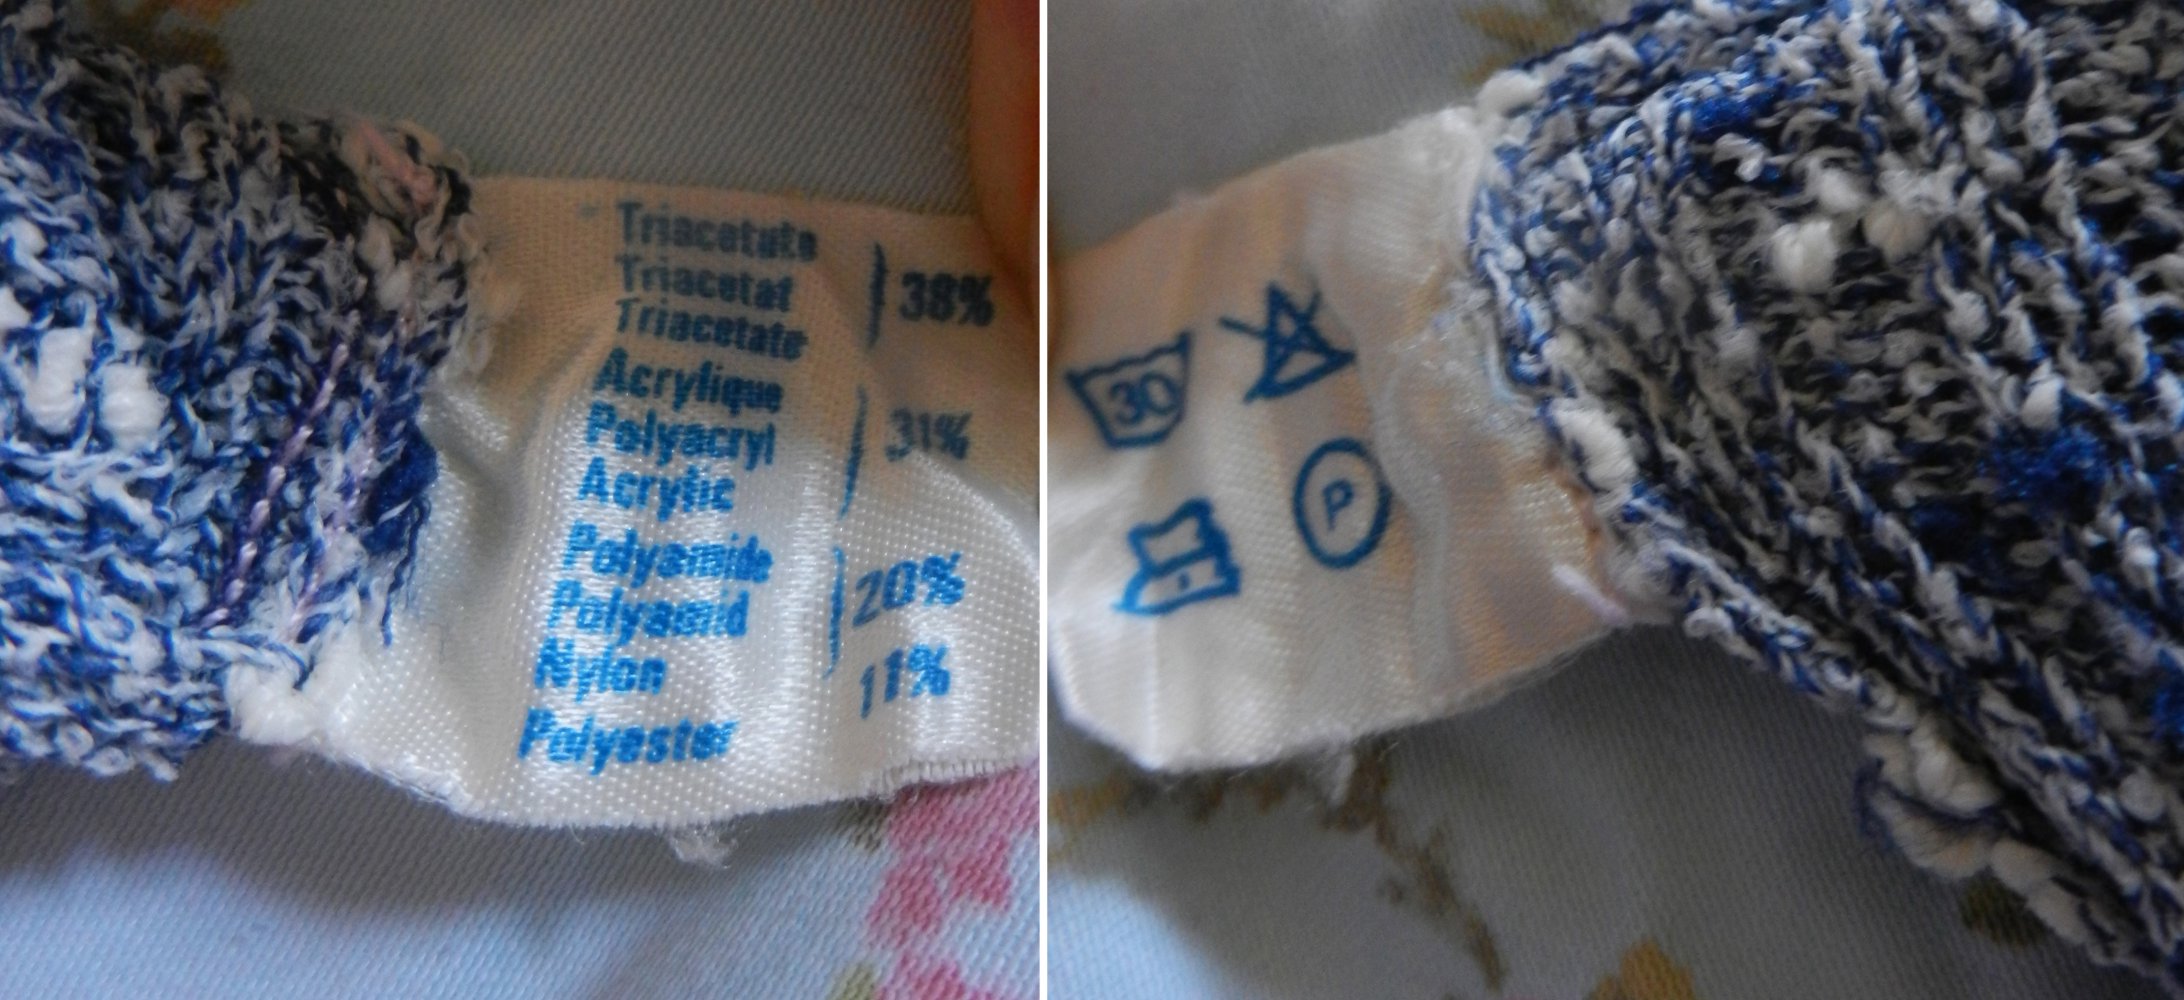 Triacetate
Triacetat
Triacetate
38%
Acrylique
Polyacryl
Acrylic
31%
Polyamide
Polyamid
Nylon
20%
Polyester
11%
30
P